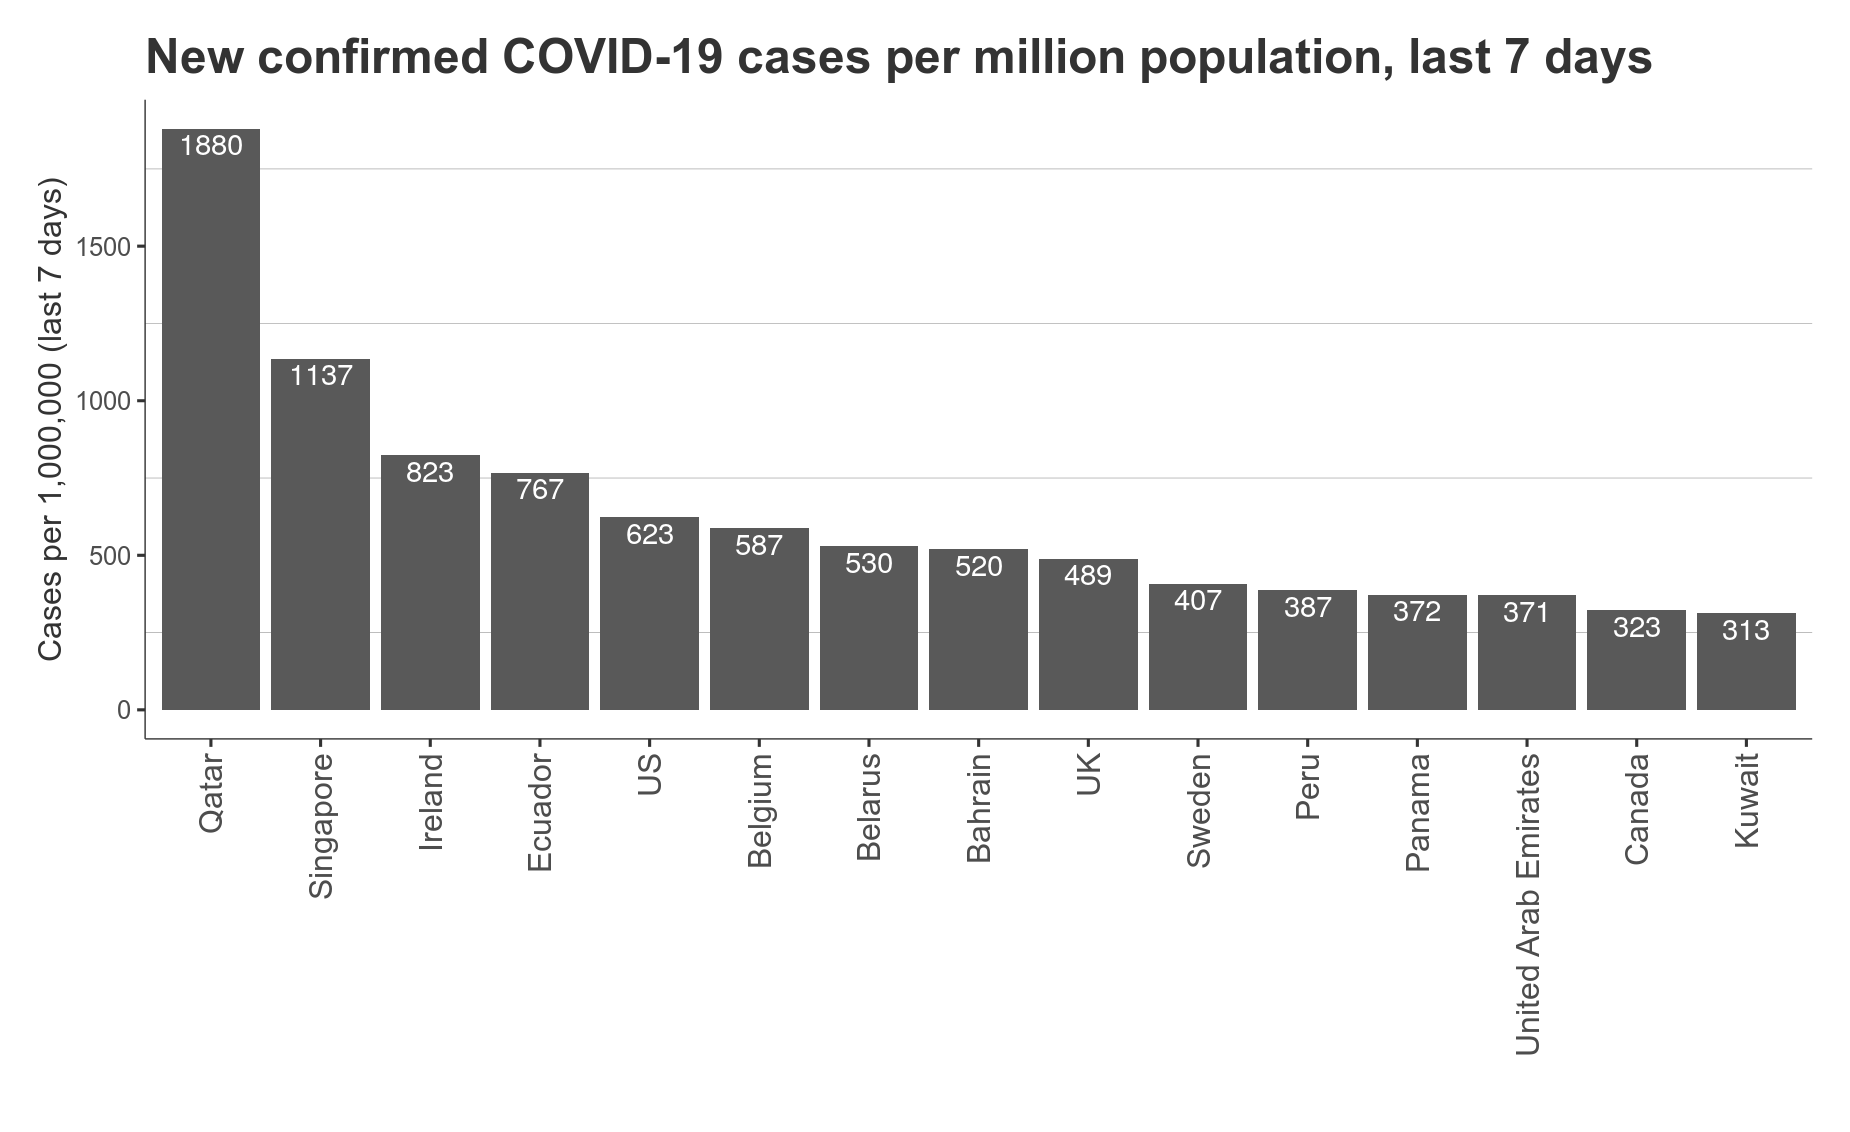 New confirmed COVID-19 cases per million population, last 7 days
Cases per 1,000,000 (last 7 days)
1500
1000
500
0
1880
1137
823
767
623
587
530
520
489
407
387
372
371
323
313
Qatar
Singapore
Ireland
Ecuador
US
Belgium
Belarus
Bahrain
UK
Sweden
Peru
Panama
United Arab Emirates
Canada
Kuwait